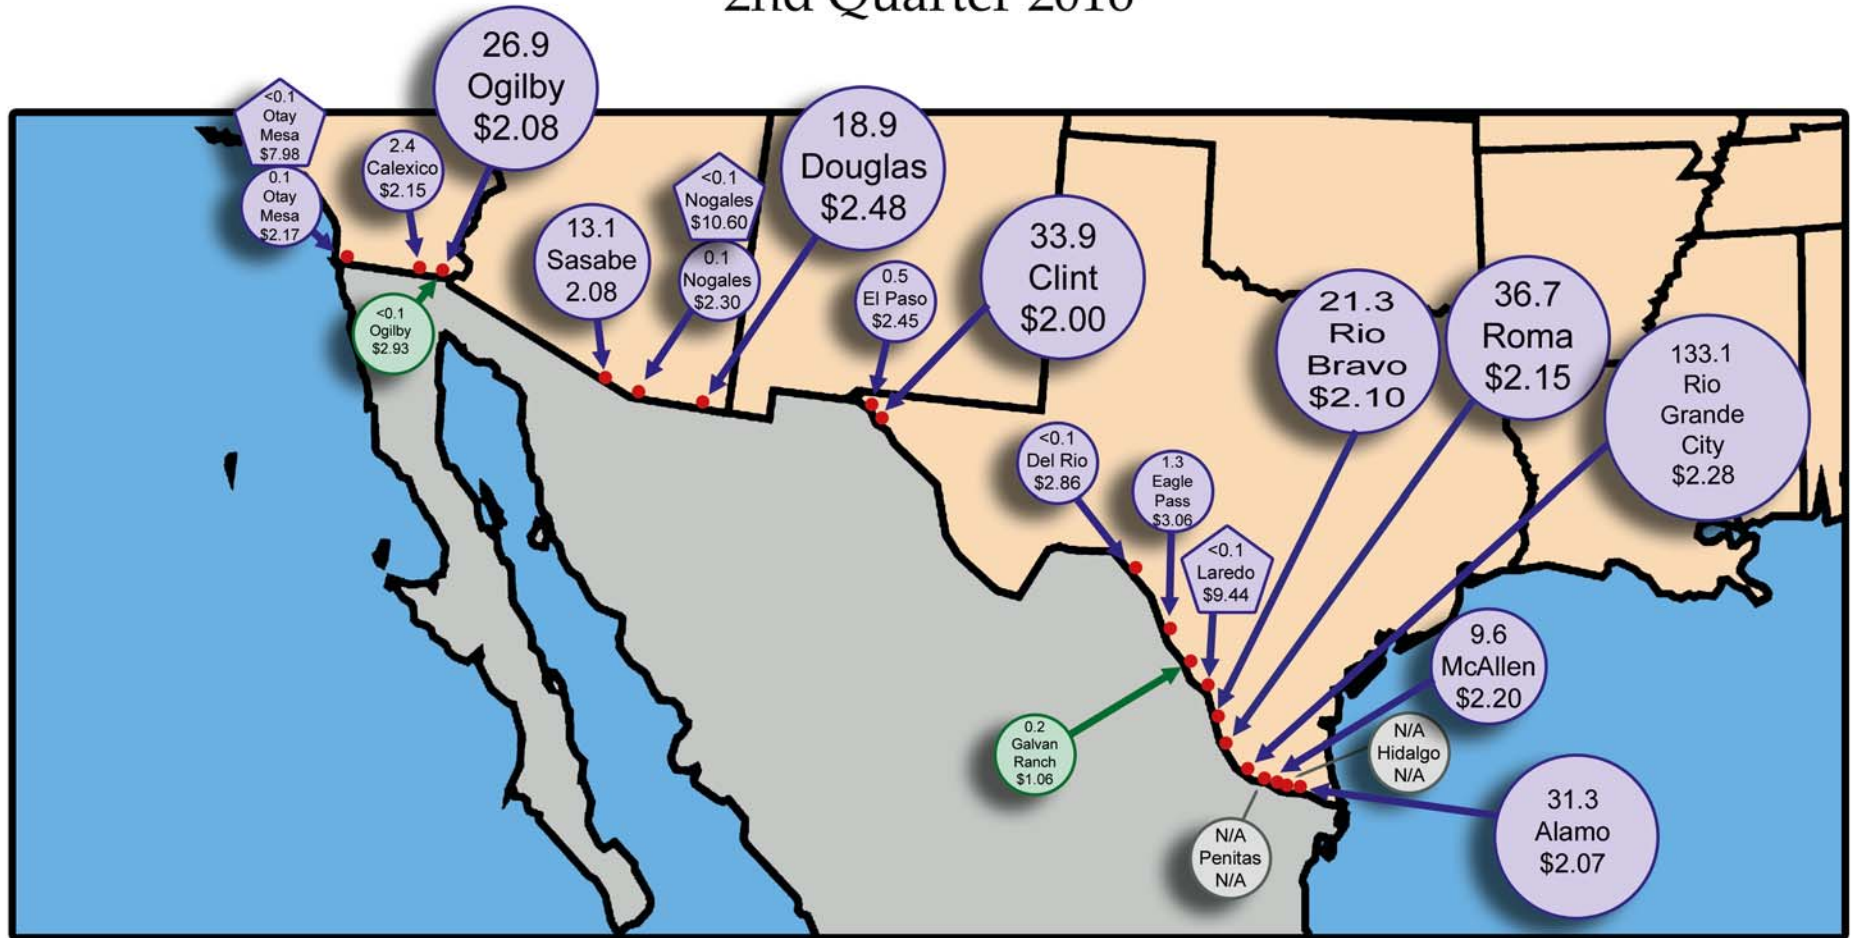 2nd Quarter 2016
<0.1
Otay
Mesa
$7.98
0.1
Otay
Mesa
$2.17
2.4
Calexico
$2.15
26.9
Ogilby
$2.08
<0.1
Ogilby
$2.93
13.1
Sasabe
2.08
<0.1
Nogales
$10.60
0.1
Nogales
$2.30
18.9
Douglas
$2.48
0.5
El Paso
$2.45
33.9
Clint
$2.00
<0.1
Del Rio
$2.86
1.3
Eagle
Pass
$3.06
<0.1
Laredo
$9.44
21.3
Rio
Bravo
$2.10
36.7
Roma
$2.15
133.1
Rio
Grande
City
$2.28
0.2
Galvan
Ranch
$1.06
9.6
McAllen
$2.20
N/A
Hidalgo
N/A
N/A
Penitas
N/A
31.3
Alamo
$2.07